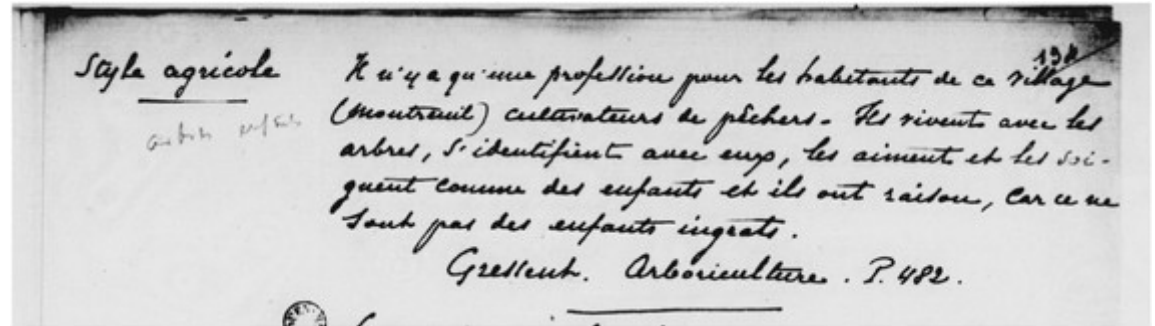 194
Style agricole
Il n'y a qu'une profession pour les habitants de ce village
(Montreuil) cultivateurs de pêchers. Ils vivent avec les
arbres, s'identifient avec eux, les aiment et les soi-
gnent comme des enfants et ils ont raison, car ce ne
sont pas des enfants ingrats.
Gressent. Arboriculture. P. 482.